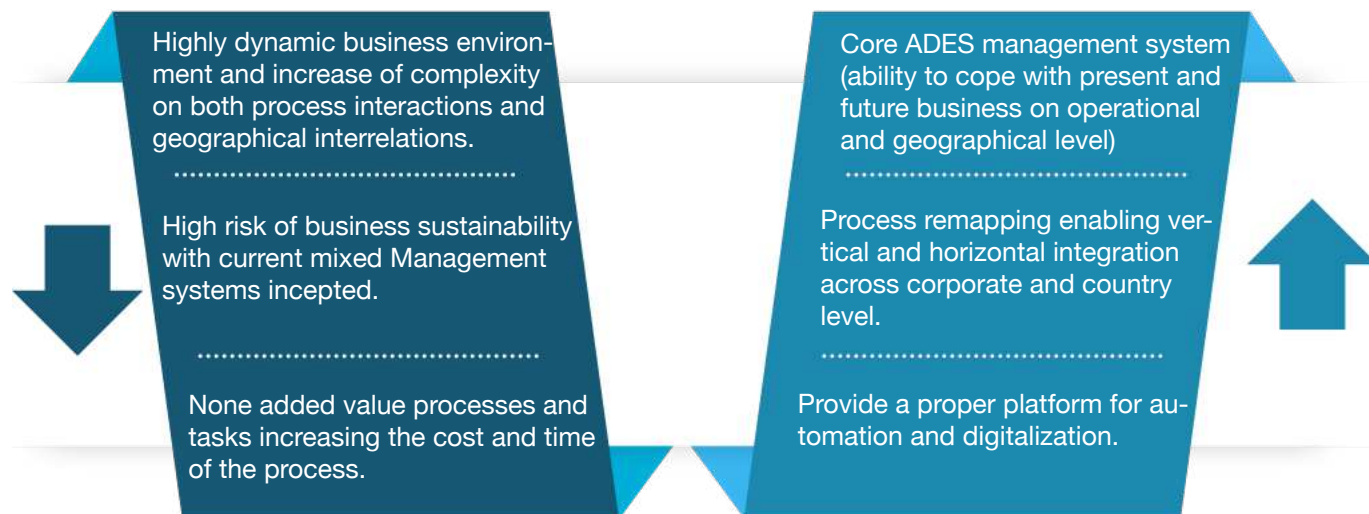 Highly dynamic business environ-
ment and increase of complexity
on both process interactions and
geographical interrelations.
High risk of business sustainability
with current mixed Management
systems incepted.
None added value processes and
tasks increasing the cost and time
of the process.
Core ADES management system
(ability to cope with present and
future business on operational
and geographical level)
Process remapping enabling ver-
tical and horizontal integration
across corporate and country
level.
Provide a proper platform for au-
tomation and digitalization.